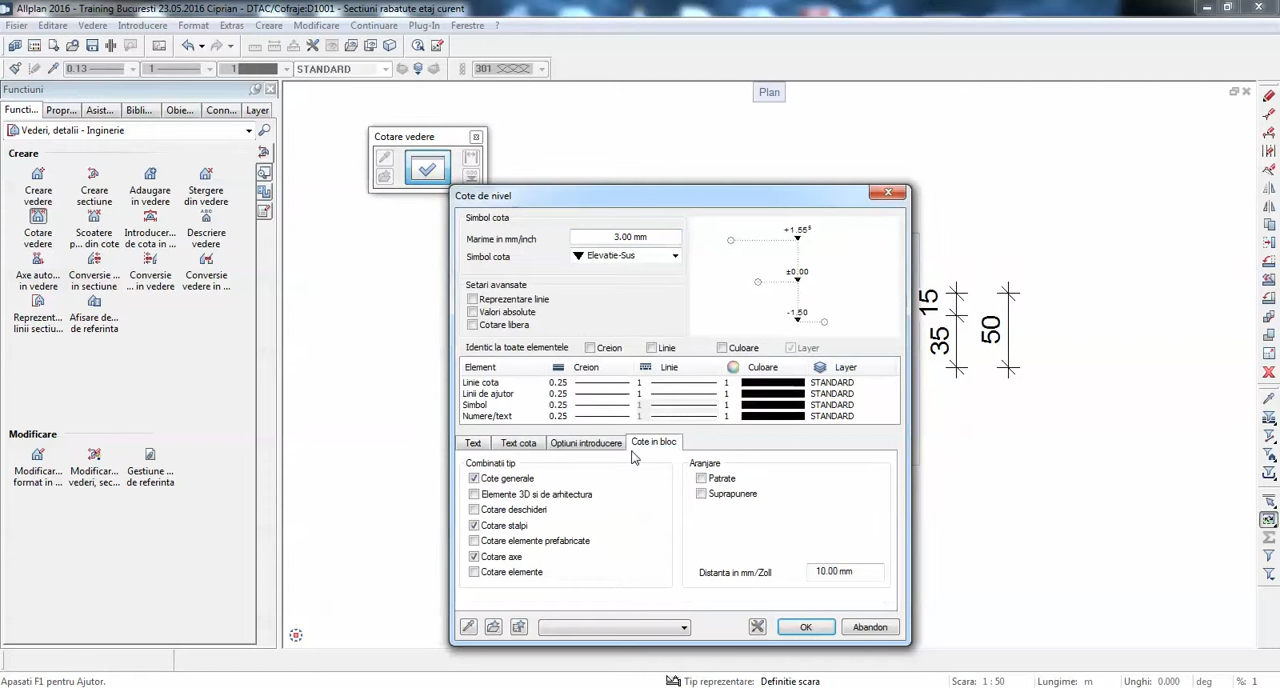 Allplan 2016 - Training Bucuresti 23.05.2016 Ciprian - DTAC/Cofraje:D1001 - Sectiuni rabatute etaj curent
Fisier Editare Vedere Introducere Format Extras Creare Modificare Continuare Plug-In Ferestre ?
0.13 1 1 STANDARD 301
Functiuni
Functi... Propr... Asist... Bibli... Obie... Conn... Layer
Vederi, detalii - Inginerie
Creare
Creare vedere
Creare sectiune
Adaugare in vedere
Stergere din vedere
Cotare vedere
Scoatere p... din cote
Introducer... de cota in ...
Descriere vedere
Axe auto... in vedere
Conversie ... in sectiune
Conversie ... in vedere
Conversie vedere in ...
Reprezent... linii sectiu...
Afisare de ... de referinta
Modificare
Modificar... format in ...
Modificar... vederi, sec...
Gestiune ... de referinta
Plan
Cotare vedere
Cote de nivel
Simbol cota
Marime in mm/inch 3.00 mm
Simbol cota Elevatie-Sus
Setari avansate
Reprezentare linie
Valori absolute
Cotare libera
+1.55⁵
±0.00
-1.50
Identic la toate elementele Creion Linie Culoare Layer
Element Creion Linie Culoare Layer
Linie cota 0.25 1 1 STANDARD
Linii de ajutor 0.25 1 1 STANDARD
Simbol 0.25 1 1 STANDARD
Numere/text 0.25 1 1 STANDARD
Text Text cota Optiuni introducere Cote in bloc
Combinatii tip
Cote generale
Elemente 3D si de arhitectura
Cotare deschideri
Cotare stalpi
Cotare elemente prefabricate
Cotare axe
Cotare elemente
Aranjare
Patrate
Suprapunere
Distanta in mm/Zoll 10.00 mm
OK Abandon
15
35
50
Apasati F1 pentru Ajutor.
Tip reprezentare: Definitie scara Scara: 1 : 50 Lungime: m Unghi: 0.000 deg %: 1